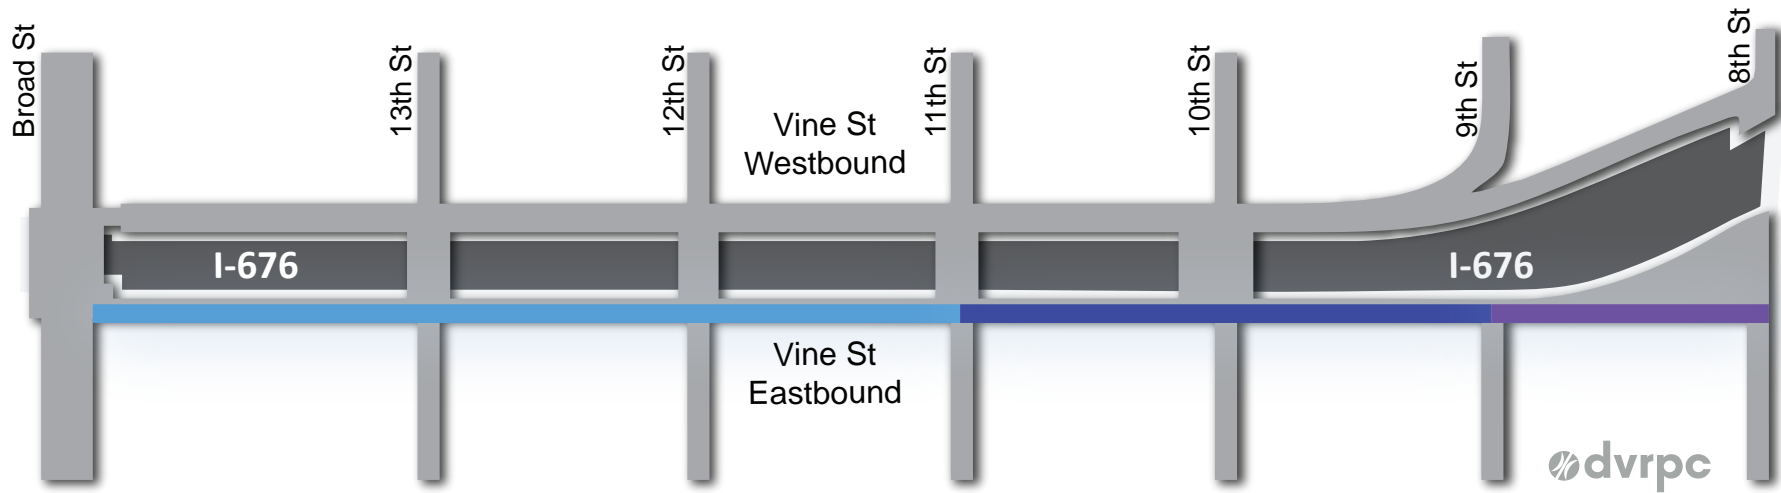 Broad St
13th St
12th St
Vine St
Westbound
11th St
10th St
9th St
8th St
I-676
I-676
Vine St
Eastbound
dvrpc